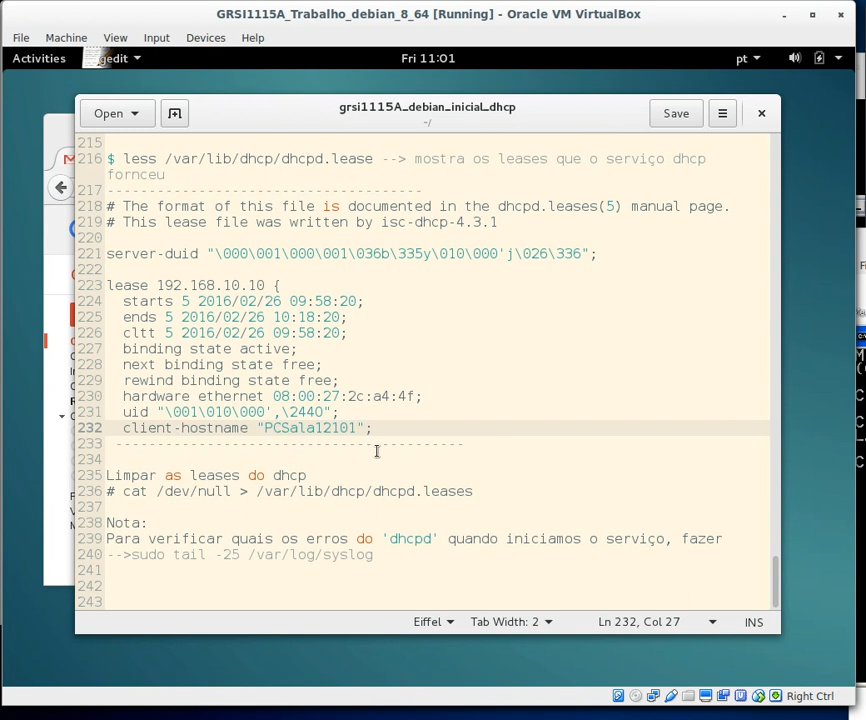 GRSI1115A_Trabalho_debian_8_64 [Running] - Oracle VM VirtualBox
File Machine View Input Devices Help
Activities gedit Fri 11:01 pt
Open grsi1115A_debian_inicial_dhcp Save
~/
215
216 $ less /var/lib/dhcp/dhcpd.lease --> mostra os leases que o serviço dhcp
fornceu
217 --------------------------------------
218 # The format of this file is documented in the dhcpd.leases(5) manual page.
219 # This lease file was written by isc-dhcp-4.3.1
220
221 server-duid "\000\001\000\001\036b\335y\010\000'j\026\336";
222
223 lease 192.168.10.10 {
224 starts 5 2016/02/26 09:58:20;
225 ends 5 2016/02/26 10:18:20;
226 cltt 5 2016/02/26 09:58:20;
227 binding state active;
228 next binding state free;
229 rewind binding state free;
230 hardware ethernet 08:00:27:2c:a4:4f;
231 uid "\001\010\000',\244O";
232 client-hostname "PCSala12101";
233 ------------------------------------------
234
235 Limpar as leases do dhcp
236 # cat /dev/null > /var/lib/dhcp/dhcpd.leases
237
238 Nota:
239 Para verificar quais os erros do 'dhcpd' quando iniciamos o serviço, fazer
240 -->sudo tail -25 /var/log/syslog
241
242
243
Eiffel Tab Width: 2 Ln 232, Col 27 INS
Right Ctrl